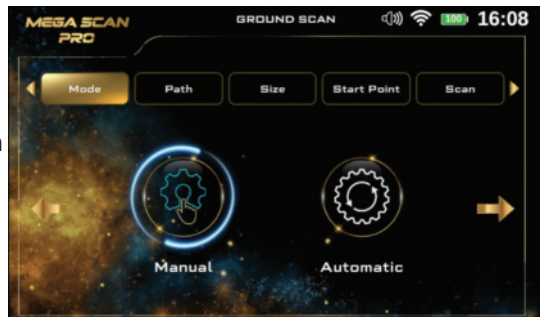 MEGA SCAN
PRO
GROUND SCAN
100
16:08
Mode
Path
Size
Start Point
Scan
Manual
Automatic